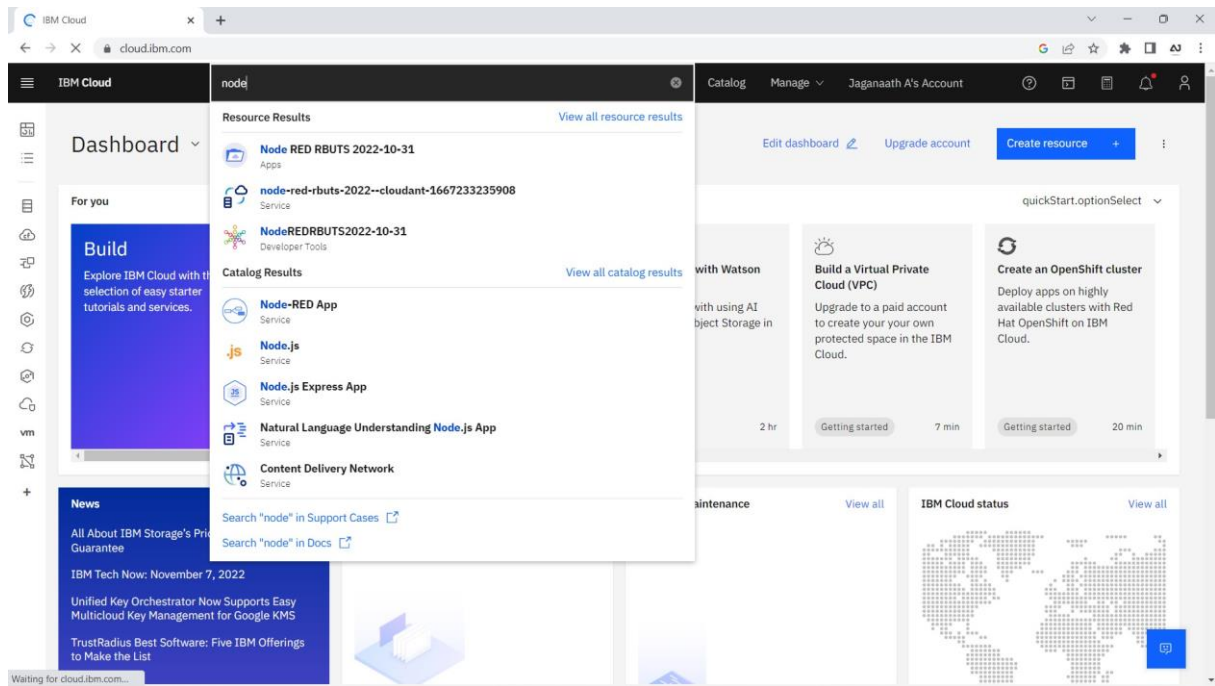 IBM Cloud
cloud.ibm.com
IBM Cloud
node
Catalog
Manage
Jaganaath A's Account
Dashboard
Edit dashboard
Upgrade account
Create resource +
Resource Results
View all resource results
Node RED RBUTS 2022-10-31
Apps
node-red-rbuts-2022--cloudant-1667233235908
Service
NodeREDRBUTS2022-10-31
Developer Tools
Catalog Results
View all catalog results
Node-RED App
Service
.js
Node.js
Service
JS
Node.js Express App
Service
Natural Language Understanding Node.js App
Service
Content Delivery Network
Service
Search "node" in Support Cases
Search "node" in Docs
vm
For you
quickStart.optionSelect
Build
Explore IBM Cloud with
selection of easy starter
tutorials and services.
with Watson
with using AI
Storage in
2 hr
Build a Virtual Private
Cloud (VPC)
Upgrade to a paid account
to create your your own
protected space in the IBM
Cloud.
Getting started
7 min
Create an OpenShift cluster
Deploy apps on highly
available clusters with Red
Hat OpenShift on IBM
Cloud.
Getting started
20 min
News
All About IBM Storage's
Guarantee
IBM Tech Now: November 7, 2022
Unified Key Orchestrator Now Supports Easy
Multicloud Key Management for Google KMS
TrustRadius Best Software: Five IBM Offerings
to Make the List
View all
IBM Cloud status
View all
Waiting for cloud.ibm.com...